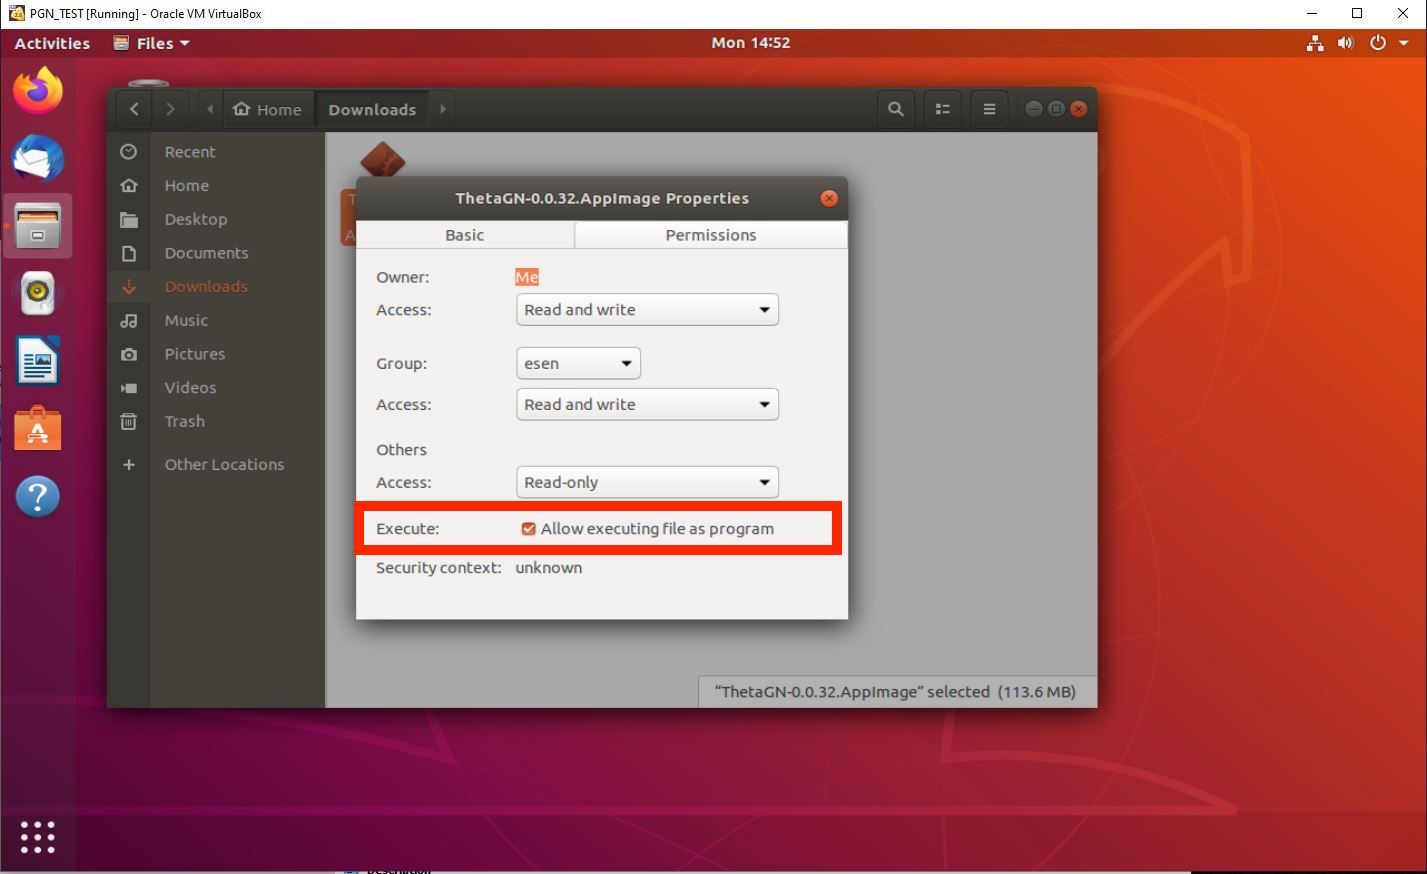 PGN_TEST [Running] - Oracle VM VirtualBox
Activities Files Mon 14:52
Home Downloads
Recent
Home
Desktop
Documents
Downloads
Music
Pictures
Videos
Trash
Other Locations
ThetaGN-0.0.32.AppImage Properties
Basic Permissions
Owner: Me
Access: Read and write
Group: esen
Access: Read and write
Others
Access: Read-only
Execute: Allow executing file as program
Security context: unknown
“ThetaGN-0.0.32.AppImage” selected (113.6 MB)